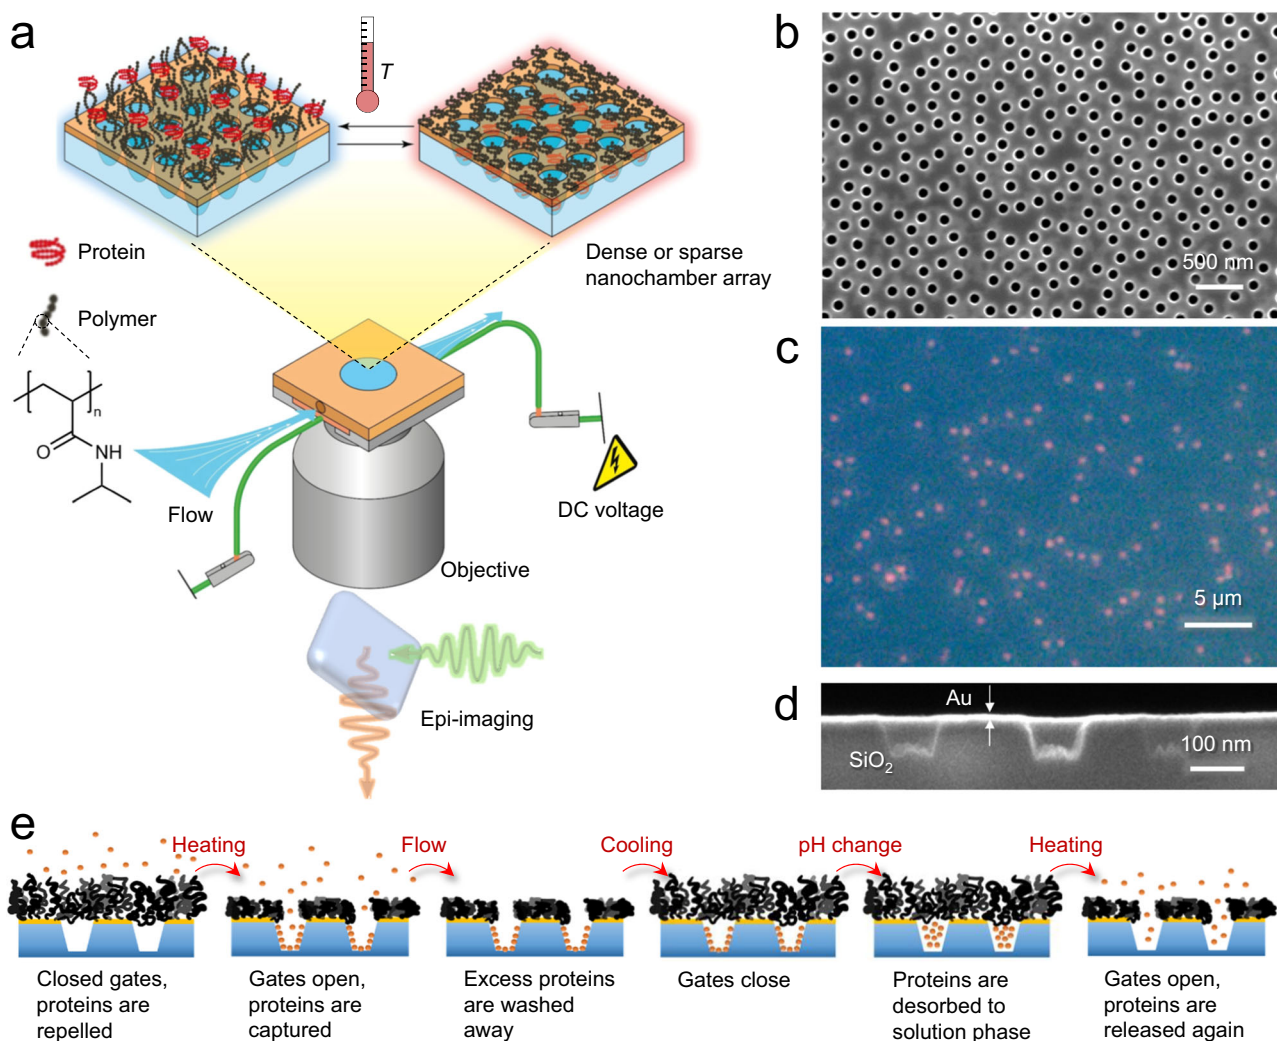 a
T
Protein
Polymer
n
O
NH
Dense or sparse
nanochamber array
Flow
DC voltage
Objective
Epi-imaging
b
500 nm
c
5 µm
d
Au
SiO₂
100 nm
e
Heating
Flow
Cooling
pH change
Heating
Closed gates,
proteins are
repelled
Gates open,
proteins are
captured
Excess proteins
are washed
away
Gates close
Proteins are
desorbed to
solution phase
Gates open,
proteins are
released again